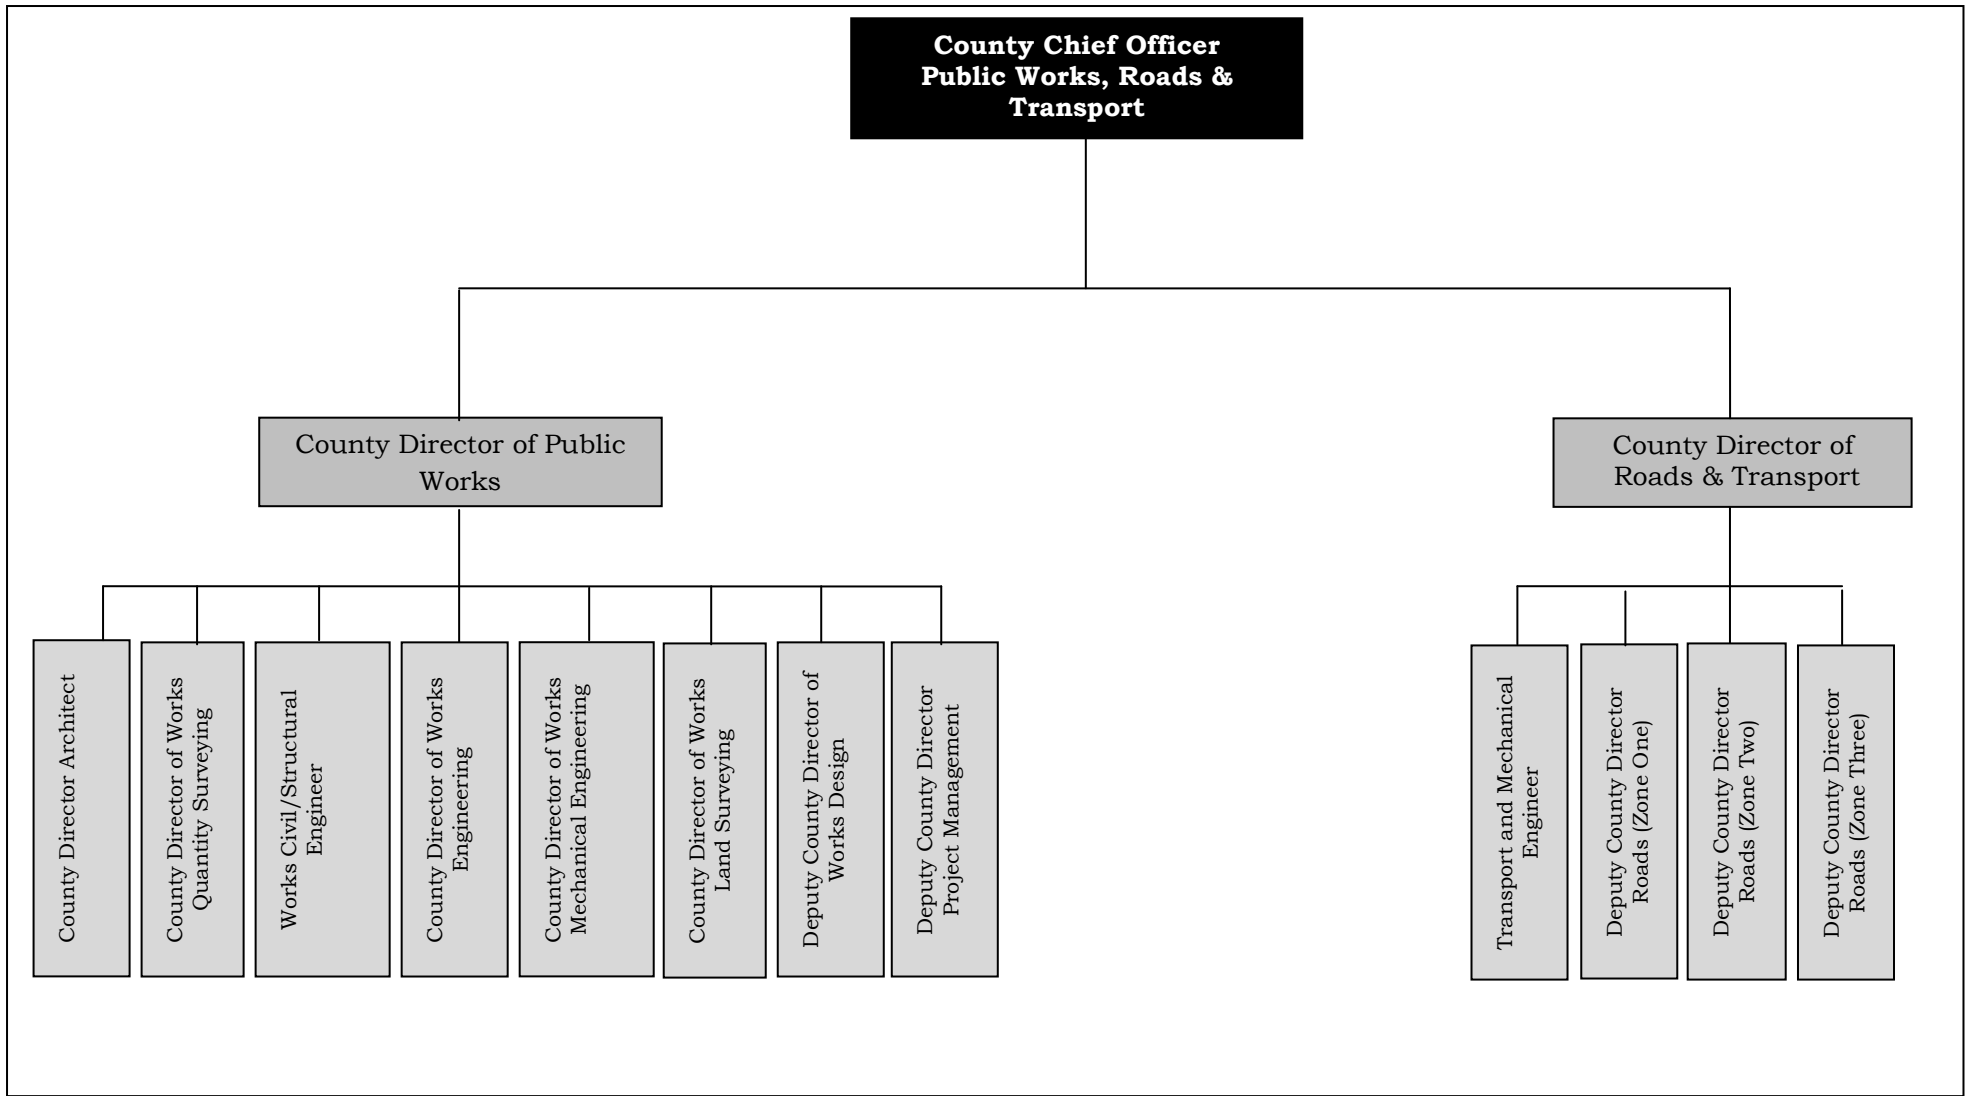 County Chief Officer
Public Works, Roads &
Transport
County Director of Public
Works
County Director of
Roads & Transport
County Director Architect
County Director of Works
Quantity Surveying
Works Civil/Structural
Engineer
County Director of Works
Engineering
County Director of Works
Mechanical Engineering
County Director of Works
Land Surveying
Deputy County Director of
Works Design
Deputy County Director
Project Management
Transport and Mechanical
Engineer
Deputy County Director
Roads (Zone One)
Deputy County Director
Roads (Zone Two)
Deputy County Director
Roads (Zone Three)